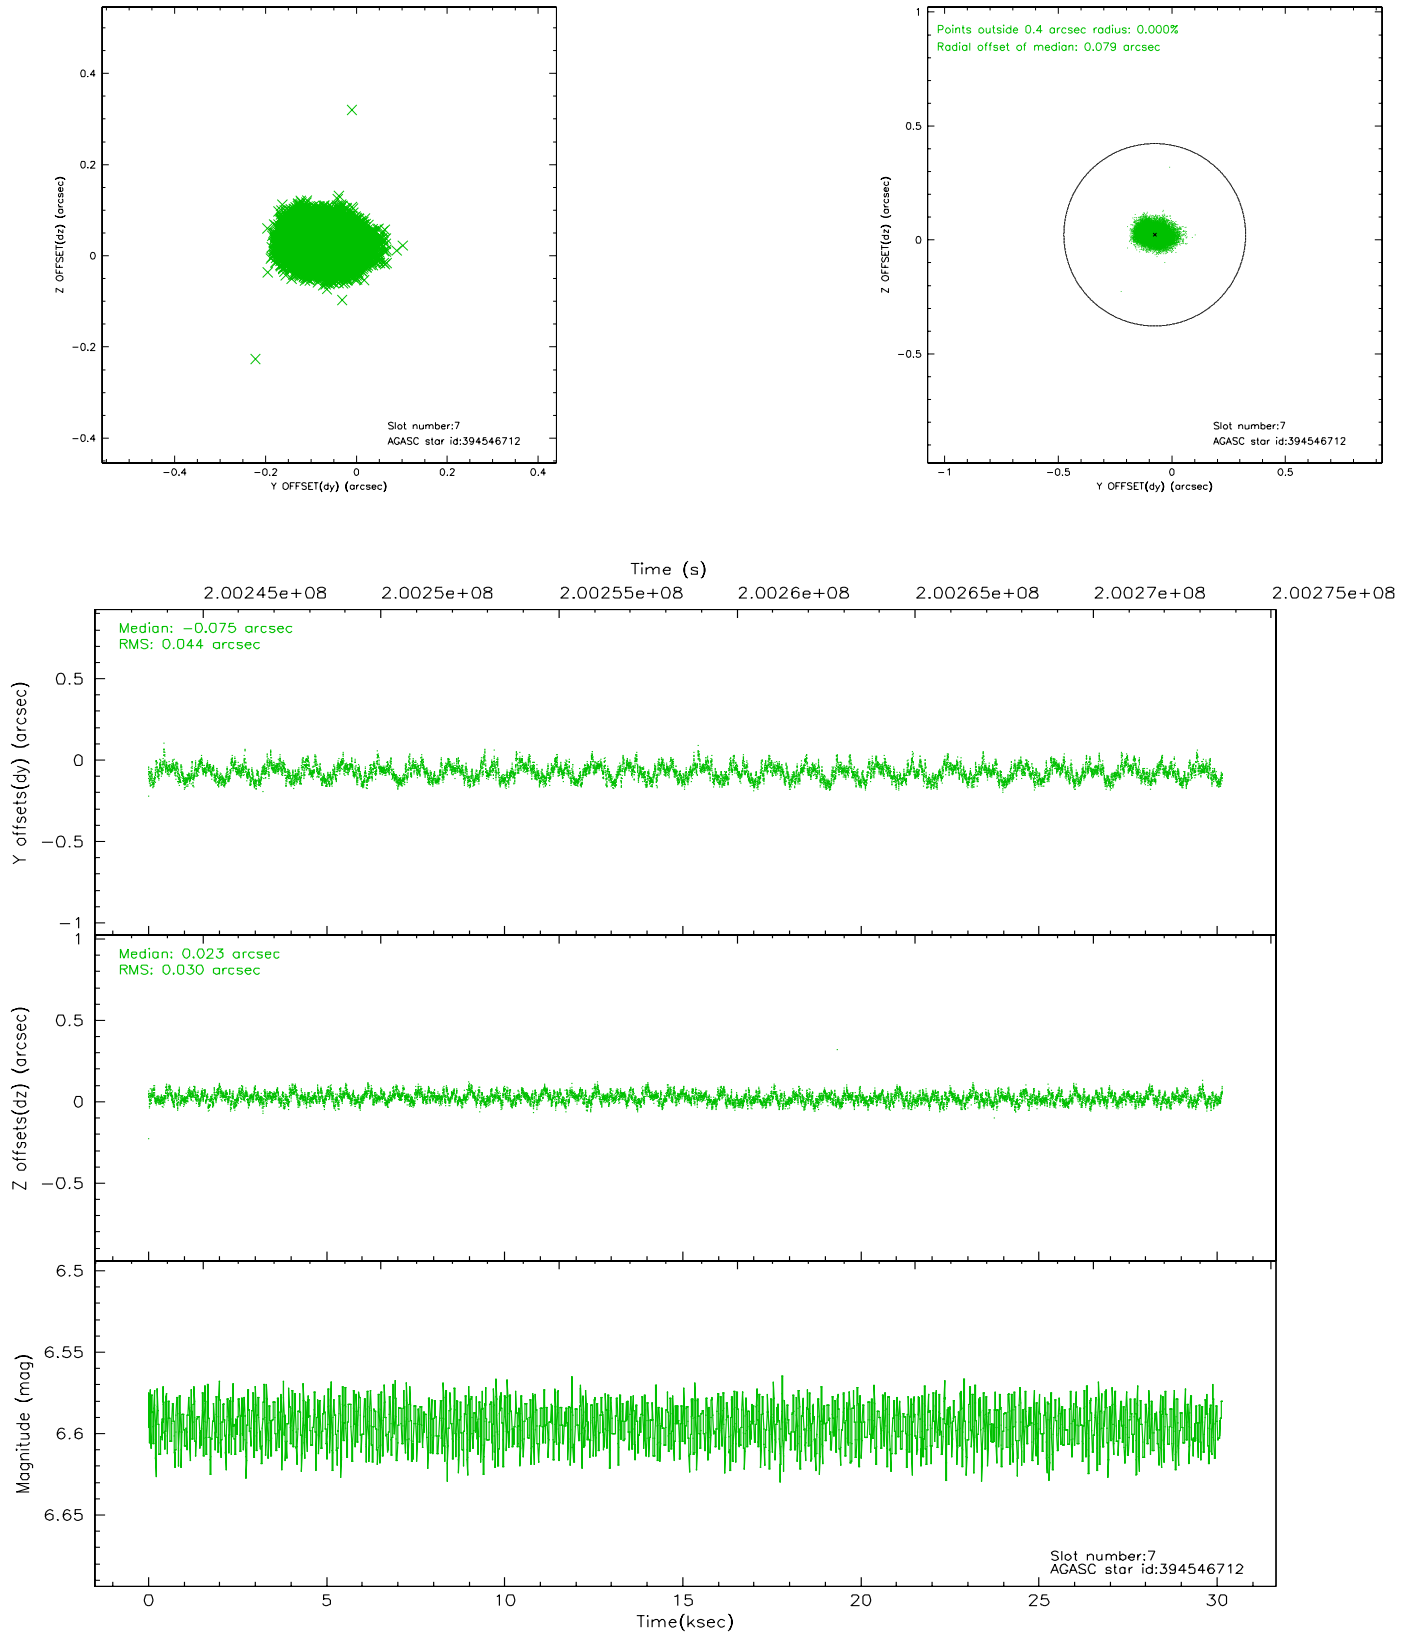 0.4
0.2
0
−0.2
−0.4
Z OFFSET(dz) (arcsec)
−0.4
−0.2
0
0.2
0.4
Y OFFSET(dy) (arcsec)
Slot number:7
AGASC star id:394546712
Points outside 0.4 arcsec radius: 0.000%
Radial offset of median: 0.079 arcsec
1
0.5
0
−0.5
Z OFFSET(dz) (arcsec)
−1
−0.5
0
0.5
Y OFFSET(dy) (arcsec)
Slot number:7
AGASC star id:394546712
Time (s)
2.00245e+08
2.0025e+08
2.00255e+08
2.0026e+08
2.00265e+08
2.0027e+08
2.00275e+08
Median: −0.075 arcsec
RMS: 0.044 arcsec
0.5
0
−0.5
−1
Y offsets(dy) (arcsec)
Median: 0.023 arcsec
RMS: 0.030 arcsec
1
0.5
0
−0.5
Z offsets(dz) (arcsec)
6.5
6.55
6.6
6.65
Magnitude (mag)
Slot number:7
AGASC star id:394546712
0
5
10
15
20
25
30
Time(ksec)